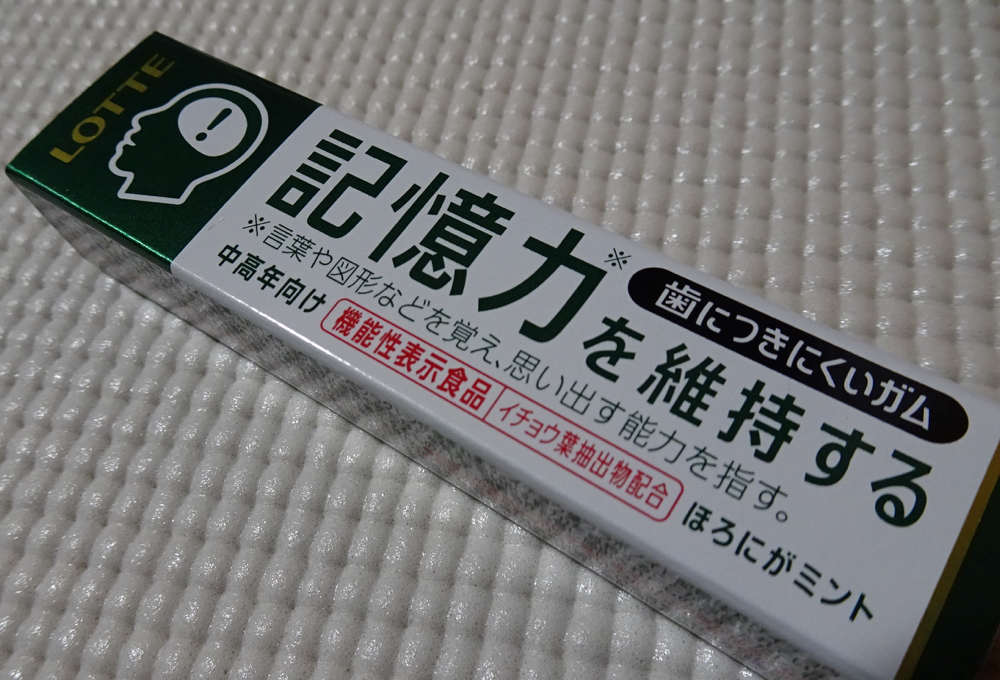 LOTTE
!
記憶力※を維持する
歯につきにくいガム
※言葉や図形などを覚え、思い出す能力を指す。
中高年向け 機能性表示食品 イチョウ葉抽出物配合 ほろにがミント